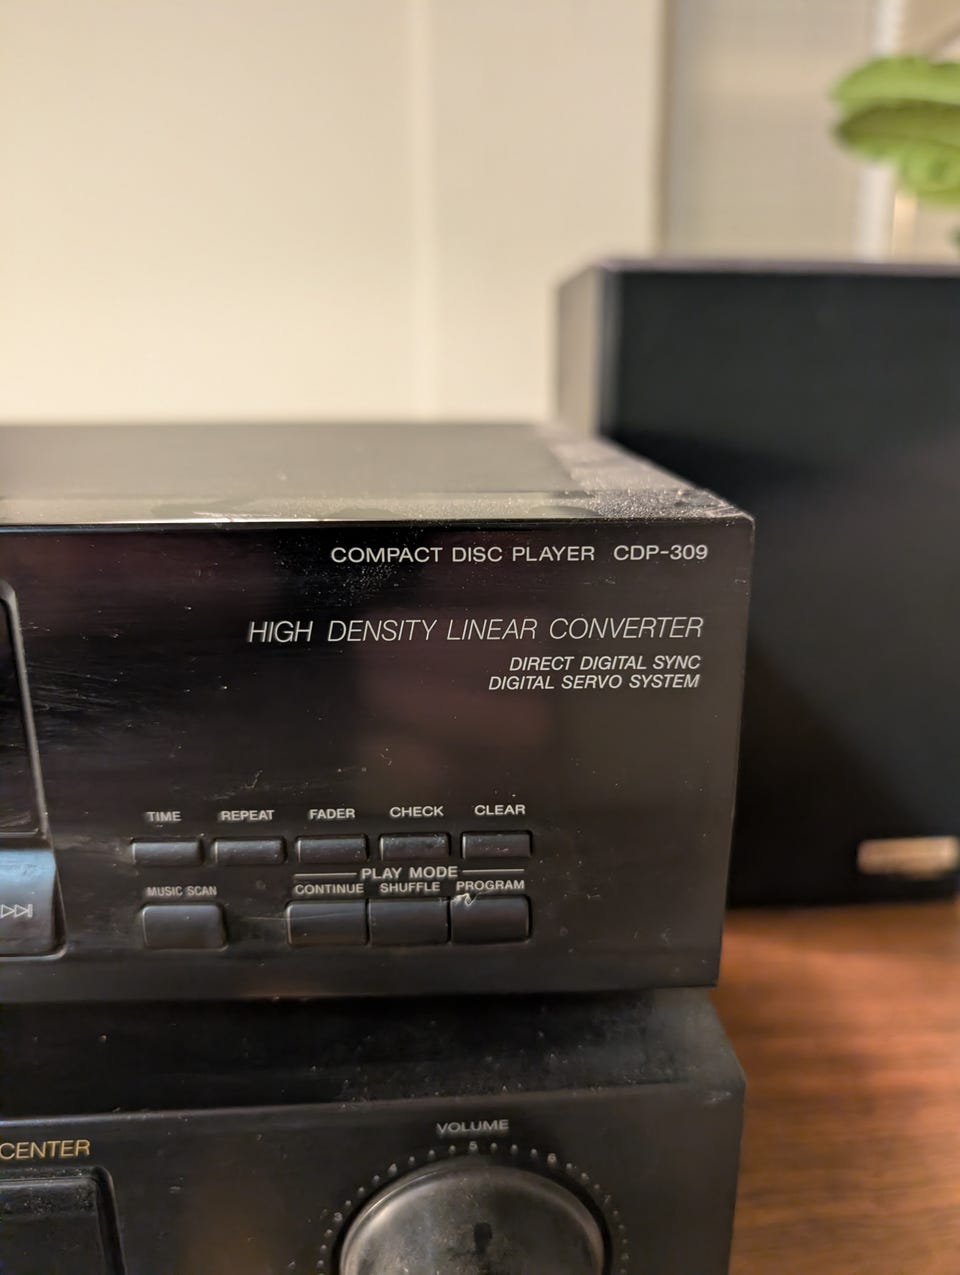 COMPACT DISC PLAYER CDP-309
HIGH DENSITY LINEAR CONVERTER
DIRECT DIGITAL SYNC
DIGITAL SERVO SYSTEM
TIME REPEAT FADER CHECK CLEAR
PLAY MODE
MUSIC SCAN CONTINUE SHUFFLE PROGRAM
VOLUME
5
CENTER